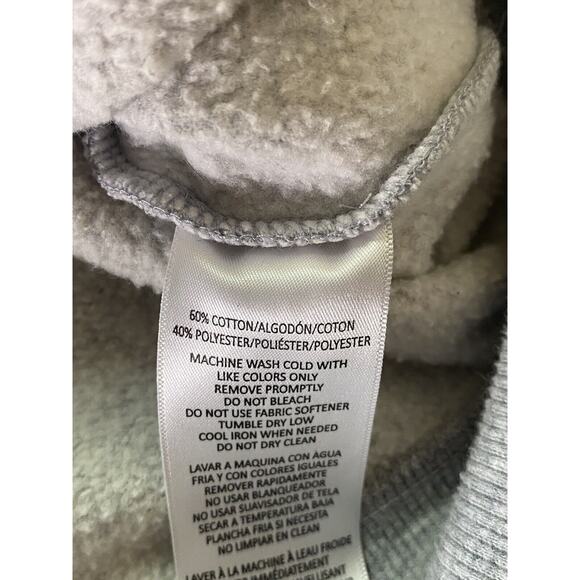 60% COTTON/ALGODÓN/COTON
40% POLYESTER/POLIÉSTER/POLYESTER
MACHINE WASH COLD WITH
LIKE COLORS ONLY
REMOVE PROMPTLY
DO NOT BLEACH
DO NOT USE FABRIC SOFTENER
TUMBLE DRY LOW
COOL IRON WHEN NEEDED
DO NOT DRY CLEAN
LAVAR A MAQUINA CON AGUA
FRIA Y CON COLORES IGUALES
REMOVER RAPIDAMENTE
NO USAR BLANQUEADOR
NO USAR SUAVISADOR DE TELA
SECAR A TEMPERATURA BAJA
PLANCHA FRIA SI NECESITA
NO LIMPIAR EN CLEAN
LAVER À LA MACHINE À L'EAU FROIDE